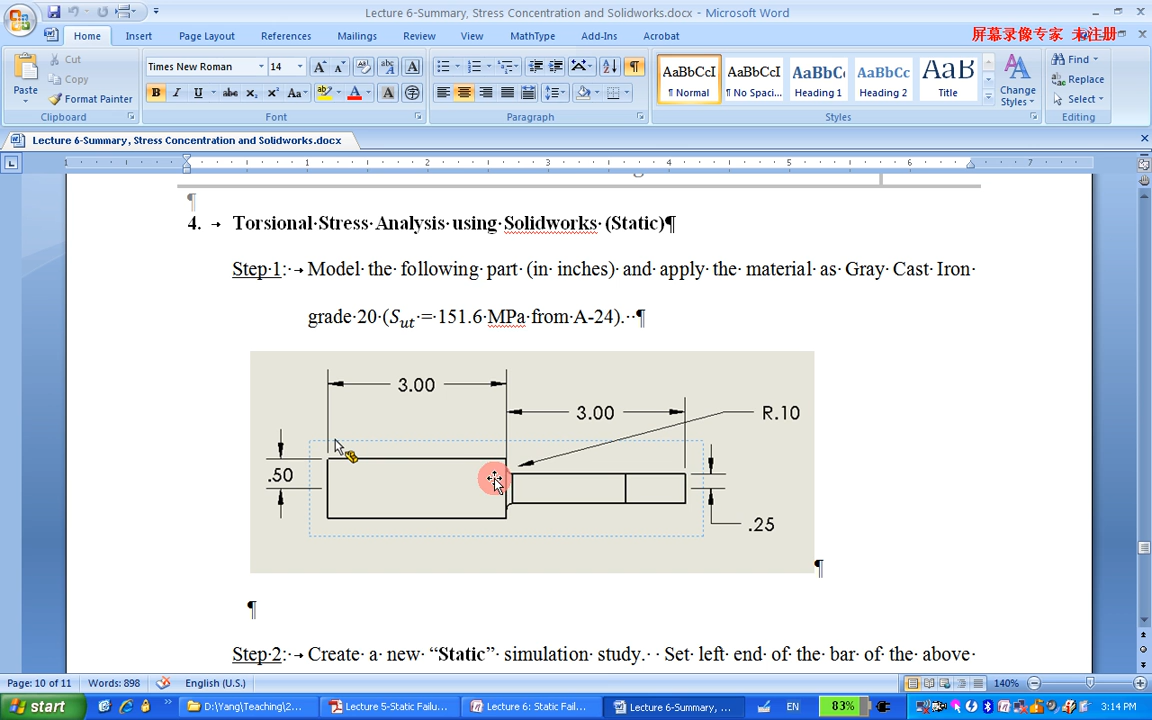 Lecture 6-Summary, Stress Concentration and Solidworks.docx - Microsoft Word
屏幕录像专家 未注册
Home Insert Page Layout References Mailings Review View MathType Add-Ins Acrobat
Paste
Cut
Copy
Format Painter
Clipboard
Times New Roman 14
Font
Paragraph
AaBbCcI AaBbCcI AaBbC AaBbCc AaB
¶ Normal ¶ No Spaci... Heading 1 Heading 2 Title
Change Styles
Styles
Find
Replace
Select
Editing
Lecture 6-Summary, Stress Concentration and Solidworks.docx
1 1 2 3 4 5 6 7
¶
4. → Torsional·Stress·Analysis·using·Solidworks·(Static)¶
Step·1:·→Model·the·following·part·(in·inches)·and·apply·the·material·as·Gray·Cast·Iron·
grade·20·(Sut·=·151.6·MPa·from·A-24).··¶
3.00
3.00
R.10
.50
.25
¶
¶
Step·2:·→Create·a·new·“Static”·simulation·study.··Set·left·end·of·the·bar·of·the·above·
Page: 10 of 11 Words: 898 English (U.S.) 140%
start D:\Yang\Teaching\2... Lecture 5-Static Failu... Lecture 6: Static Fail... Lecture 6-Summary, ... EN 83% 3:14 PM